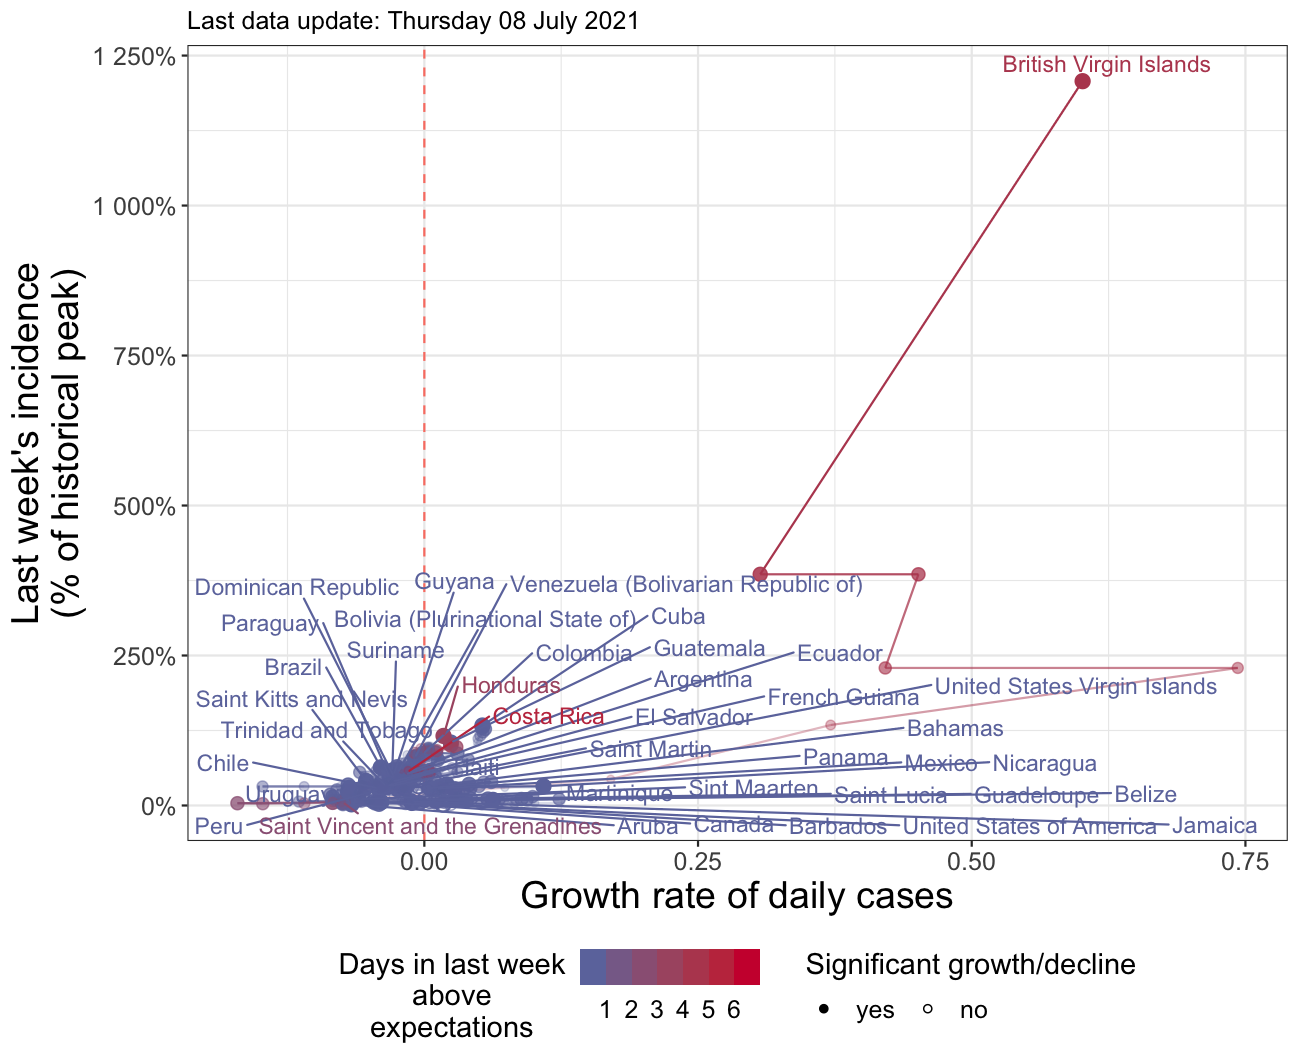 Last data update: Thursday 08 July 2021
1 250%
1 000%
750%
500%
250%
0%
Last week's incidence
(% of historical peak)
British Virgin Islands
Dominican Republic
Guyana
Venezuela (Bolivarian Republic of)
Paraguay
Bolivia (Plurinational State of)
Cuba
Suriname
Colombia
Guatemala
Ecuador
Brazil
Honduras
Argentina
French Guiana
United States Virgin Islands
Saint Kitts and Nevis
Costa Rica
El Salvador
Trinidad and Tobago
Bahamas
Saint Martin
Chile
Haiti
Panama
Mexico
Nicaragua
Uruguay
Martinique
Sint Maarten
Saint Lucia
Guadeloupe
Belize
Peru
Saint Vincent and the Grenadines
Aruba
Canada
Barbados
United States of America
Jamaica
0.00
0.25
0.50
0.75
Growth rate of daily cases
Days in last week
above
expectations
1 2 3 4 5 6
Significant growth/decline
yes
no